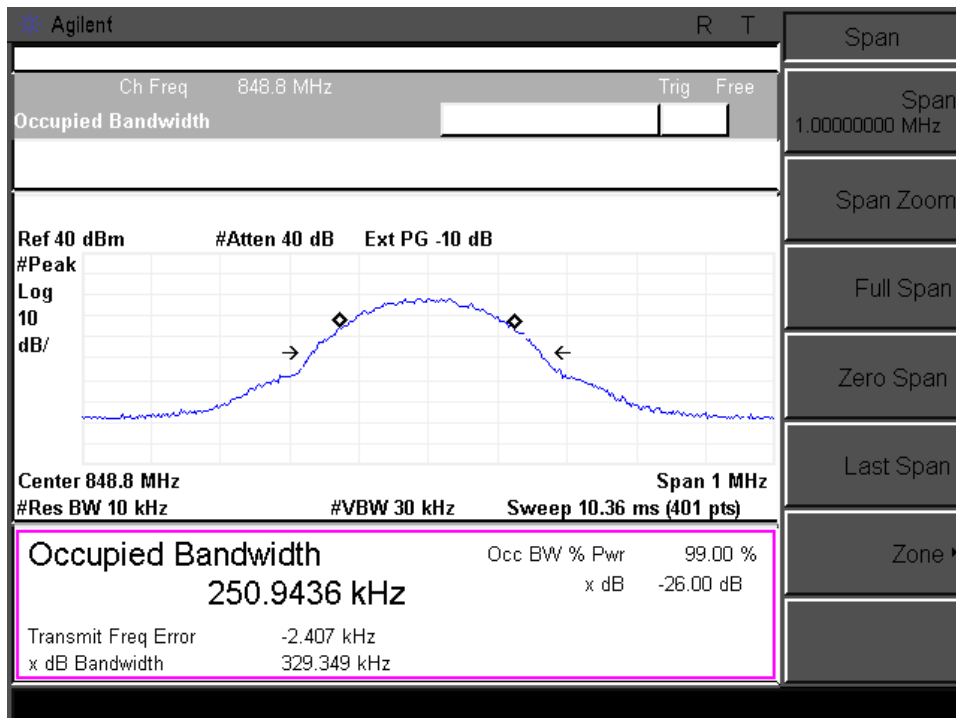 Agilent R T
Ch Freq 848.8 MHz Trig Free
Occupied Bandwidth
Ref 40 dBm #Atten 40 dB Ext PG -10 dB
#Peak
Log
10
dB/
Center 848.8 MHz Span 1 MHz
#Res BW 10 kHz #VBW 30 kHz Sweep 10.36 ms (401 pts)
Occupied Bandwidth Occ BW % Pwr 99.00 %
250.9436 kHz x dB -26.00 dB
Transmit Freq Error -2.407 kHz
x dB Bandwidth 329.349 kHz
Span
Span
1.00000000 MHz
Span Zoom
Full Span
Zero Span
Last Span
Zone